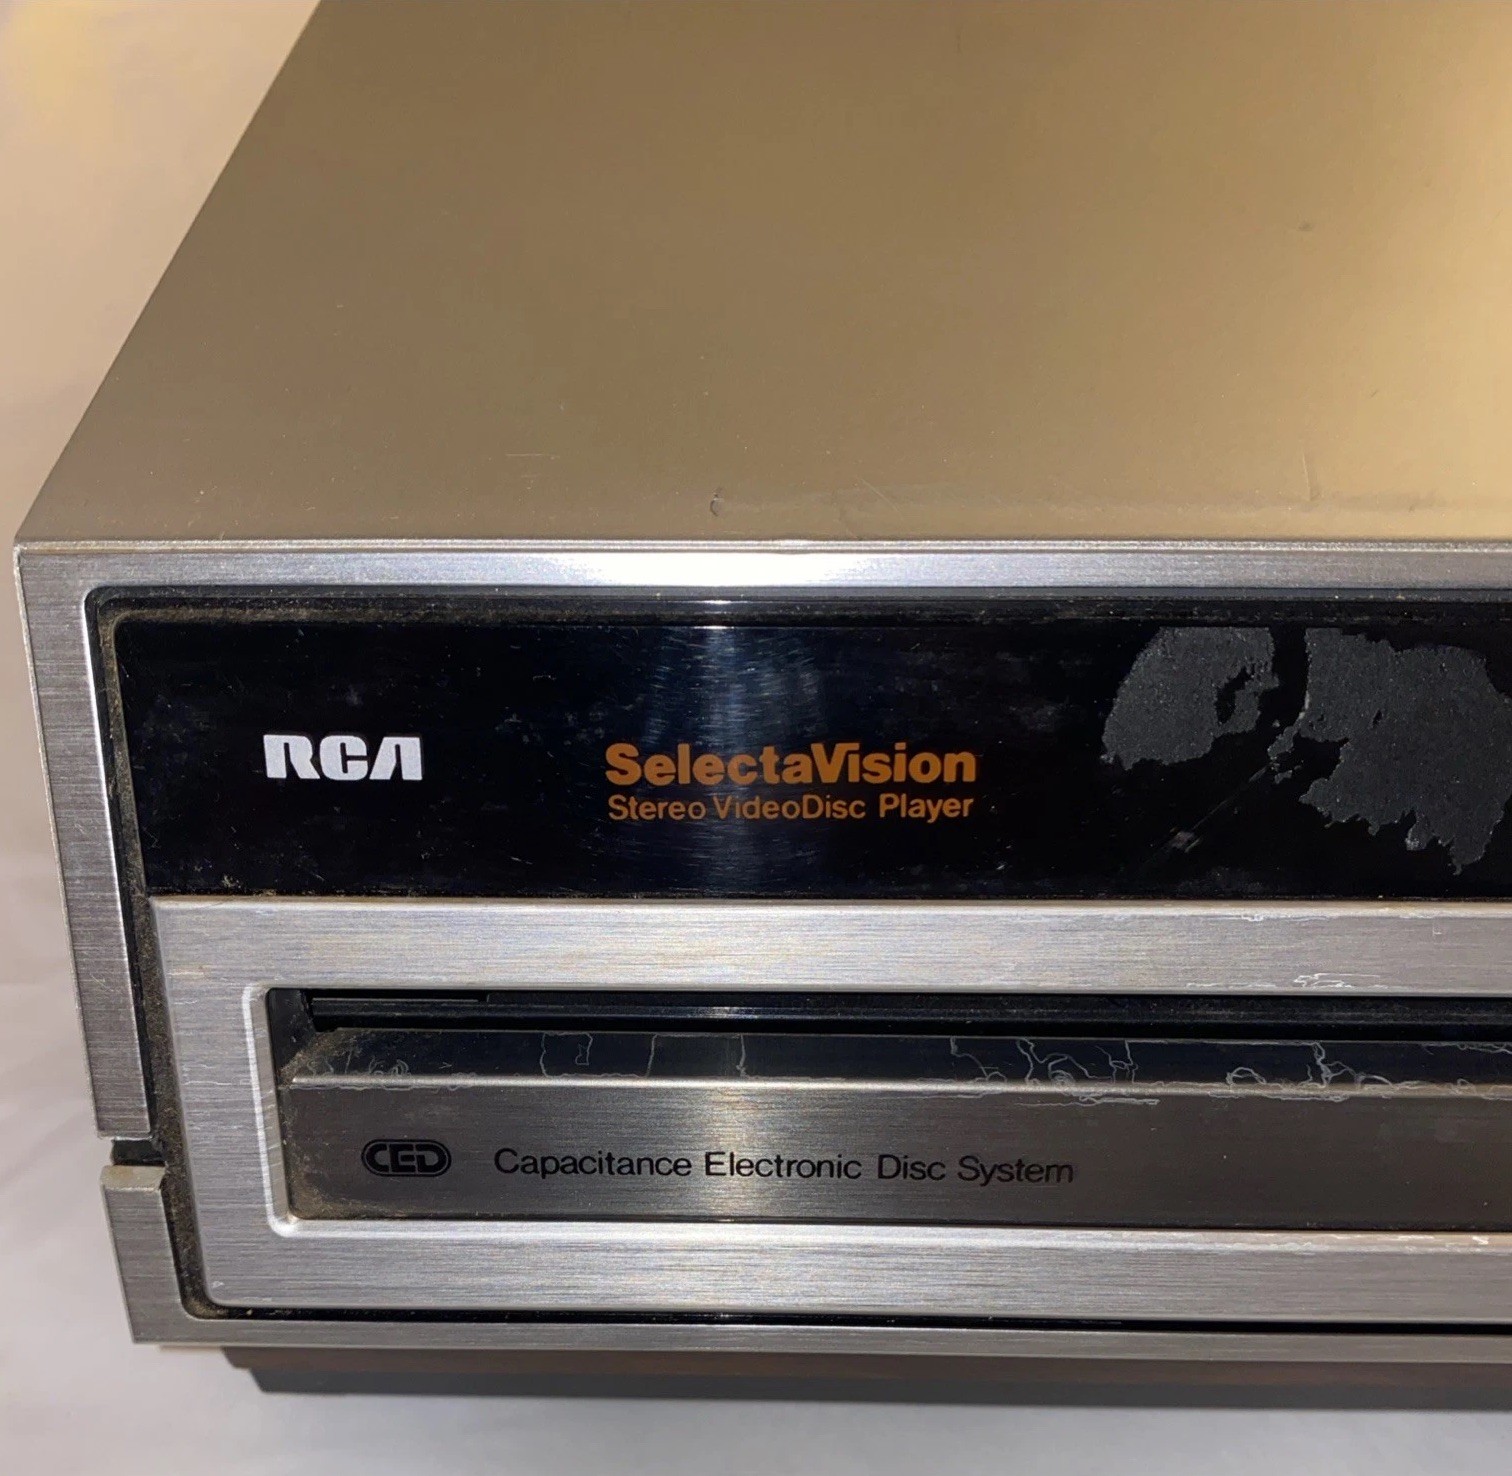 RCA
SelectaVision
Stereo VideoDisc Player
CED Capacitance Electronic Disc System